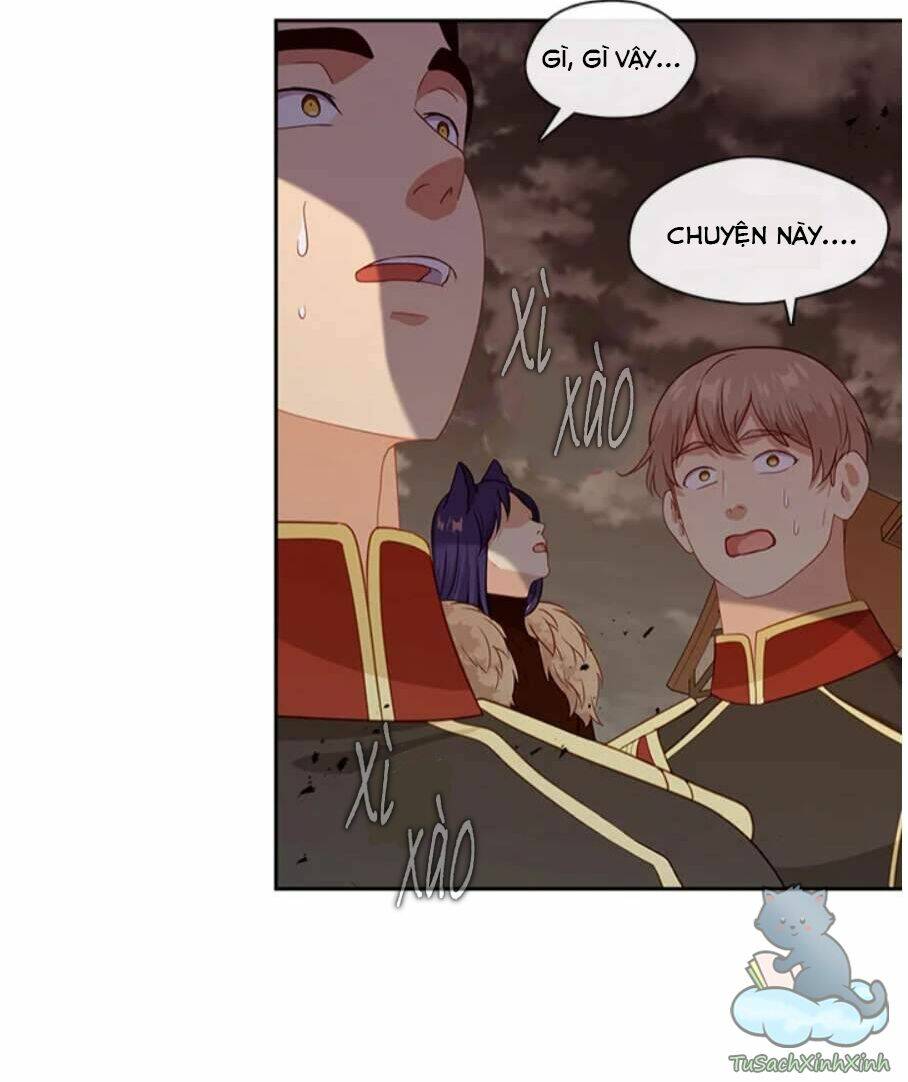 GÌ, GÌ VẬY...
CHUYỆN NÀY....
XÌ
XÀO
XÌ
XÀO
TuSachXinhXinh